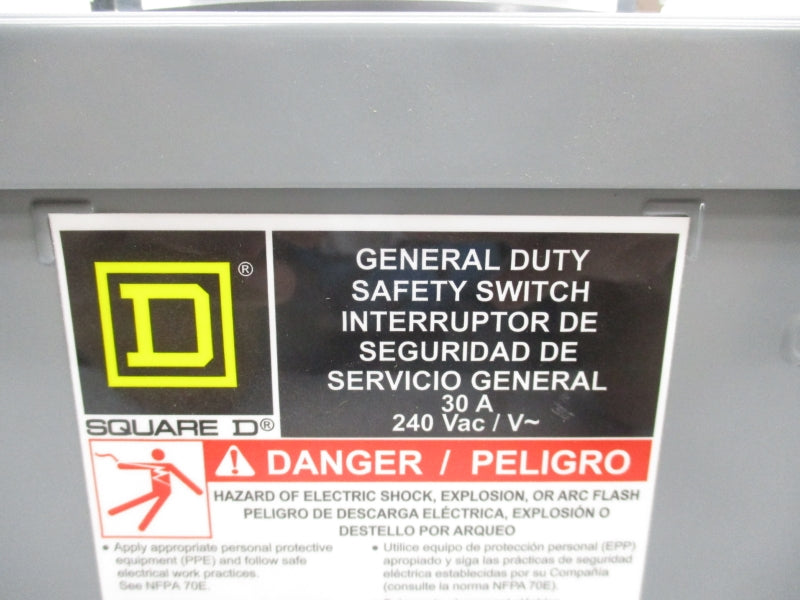 D®
SQUARE D®
GENERAL DUTY
SAFETY SWITCH
INTERRUPTOR DE
SEGURIDAD DE
SERVICIO GENERAL
30 A
240 Vac / V~
DANGER / PELIGRO
HAZARD OF ELECTRIC SHOCK, EXPLOSION, OR ARC FLASH
PELIGRO DE DESCARGA ELÉCTRICA, EXPLOSIÓN O
DESTELLO POR ARQUEO
• Apply appropriate personal protective
equipment (PPE) and follow safe
electrical work practices.
See NFPA 70E.
• Utilice equipo de protección personal (EPP)
apropiado y siga las prácticas de seguridad
eléctrica establecidas por su Compañía
(consulte la norma NFPA 70E).